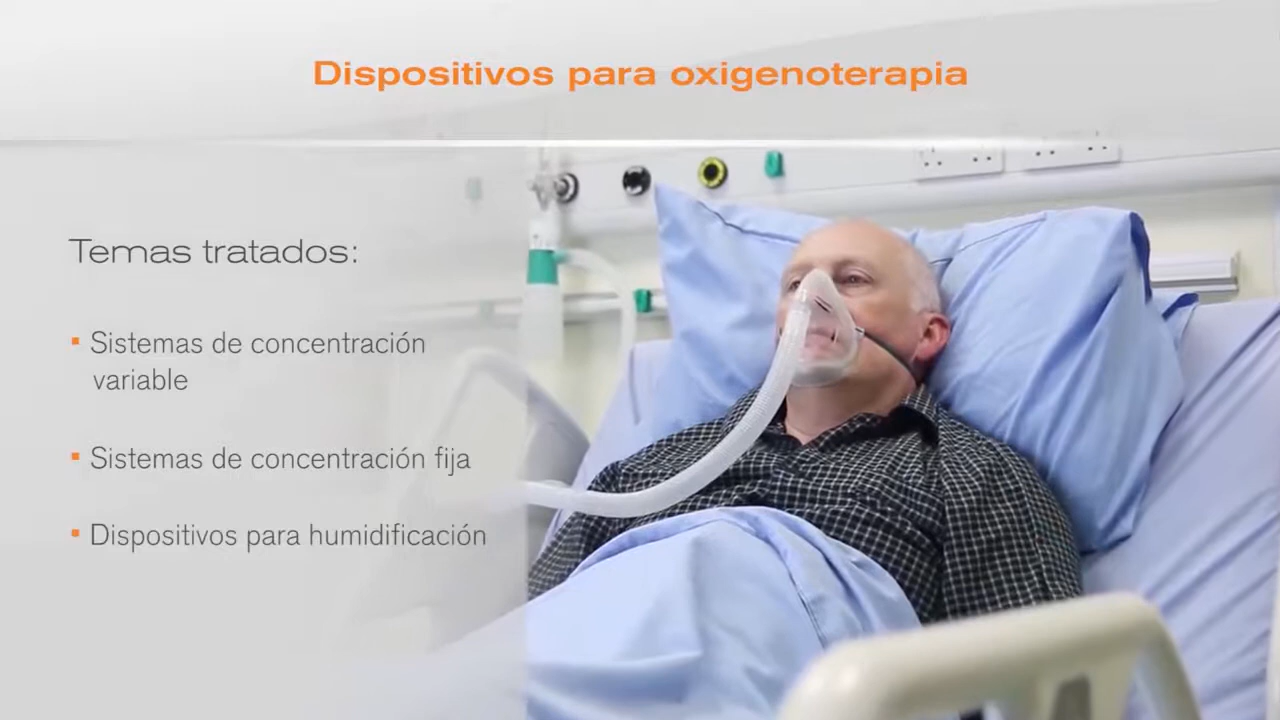 Dispositivos para oxigenoterapia
Temas tratados:
▪ Sistemas de concentración
variable
▪ Sistemas de concentración fija
▪ Dispositivos para humidificación